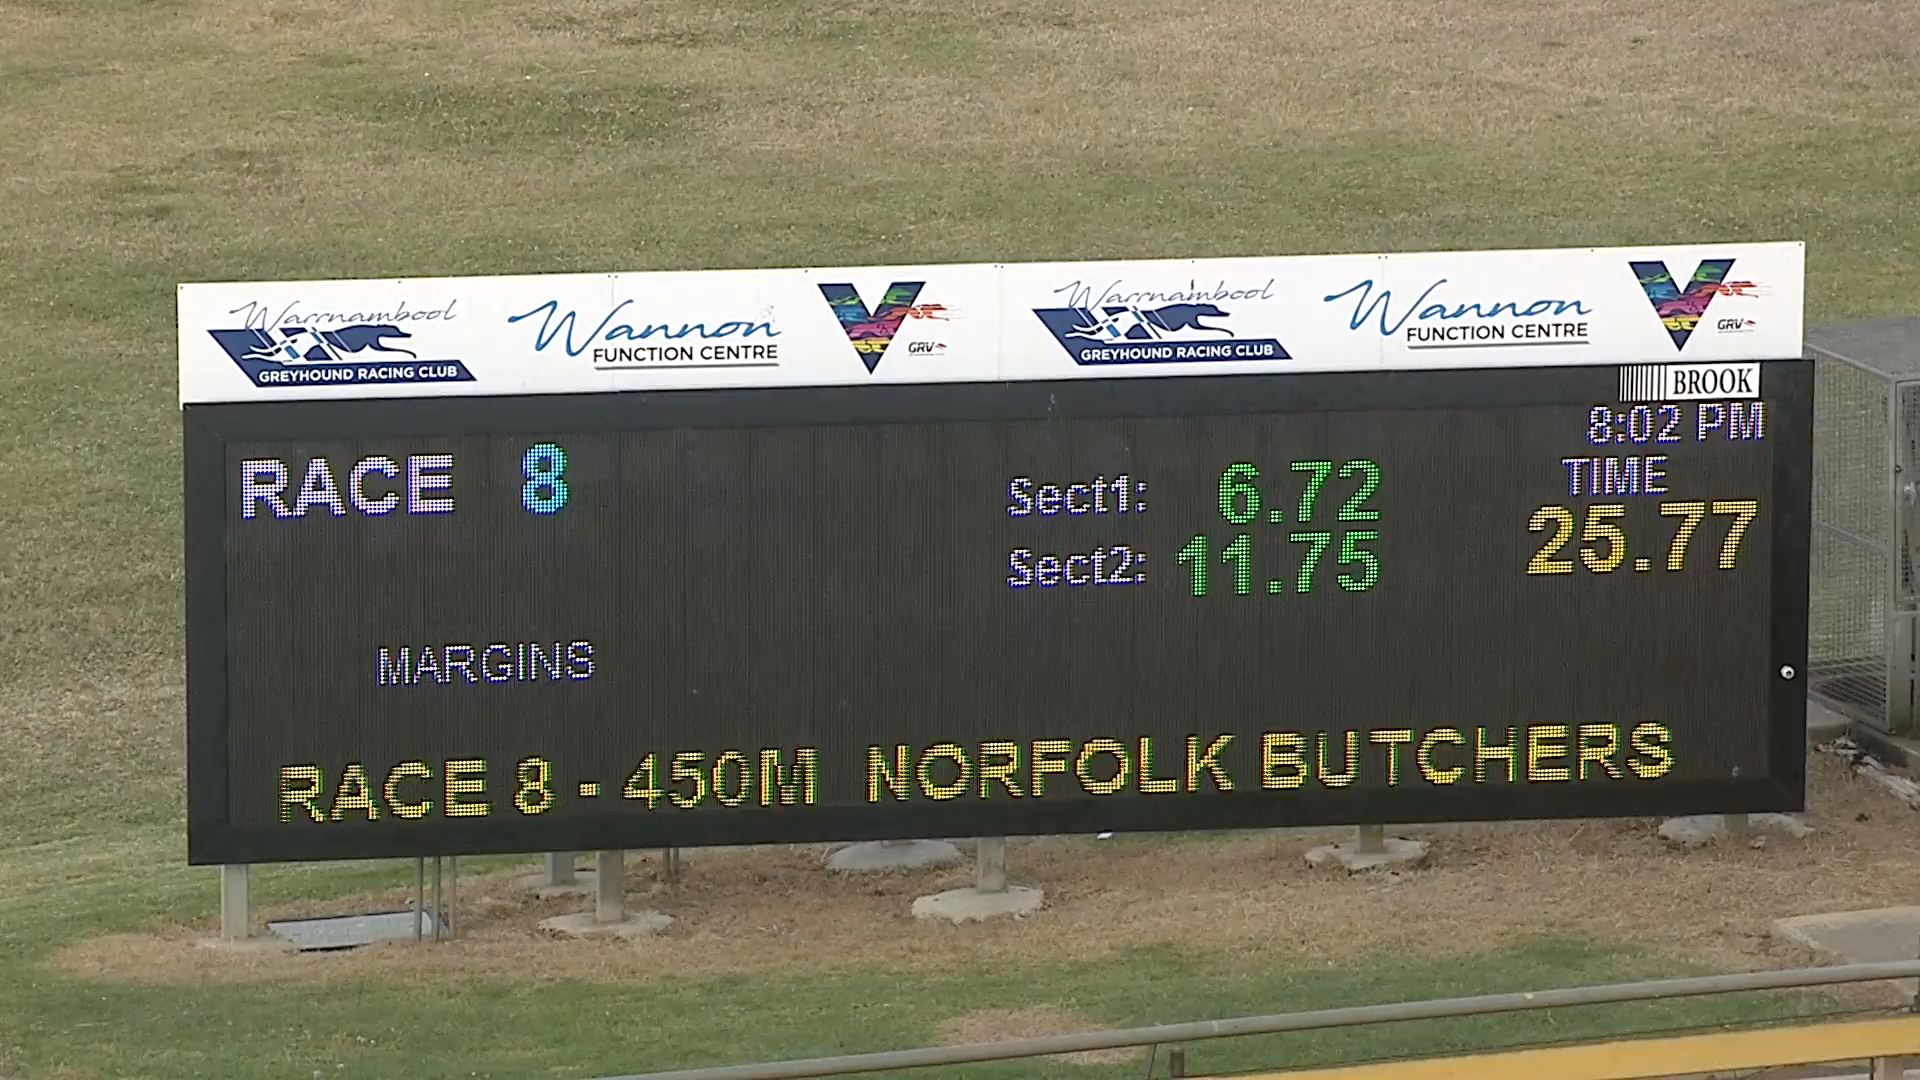 Warrnambool
GREYHOUND RACING CLUB
Wannon
FUNCTION CENTRE
V
GRV
Warrnambool
GREYHOUND RACING CLUB
Wannon
FUNCTION CENTRE
V
GRV
BROOK
8:02 PM
RACE 8
Sect1: 6.72
Sect2: 11.75
TIME
25.77
MARGINS
RACE 8 - 450M NORFOLK BUTCHERS